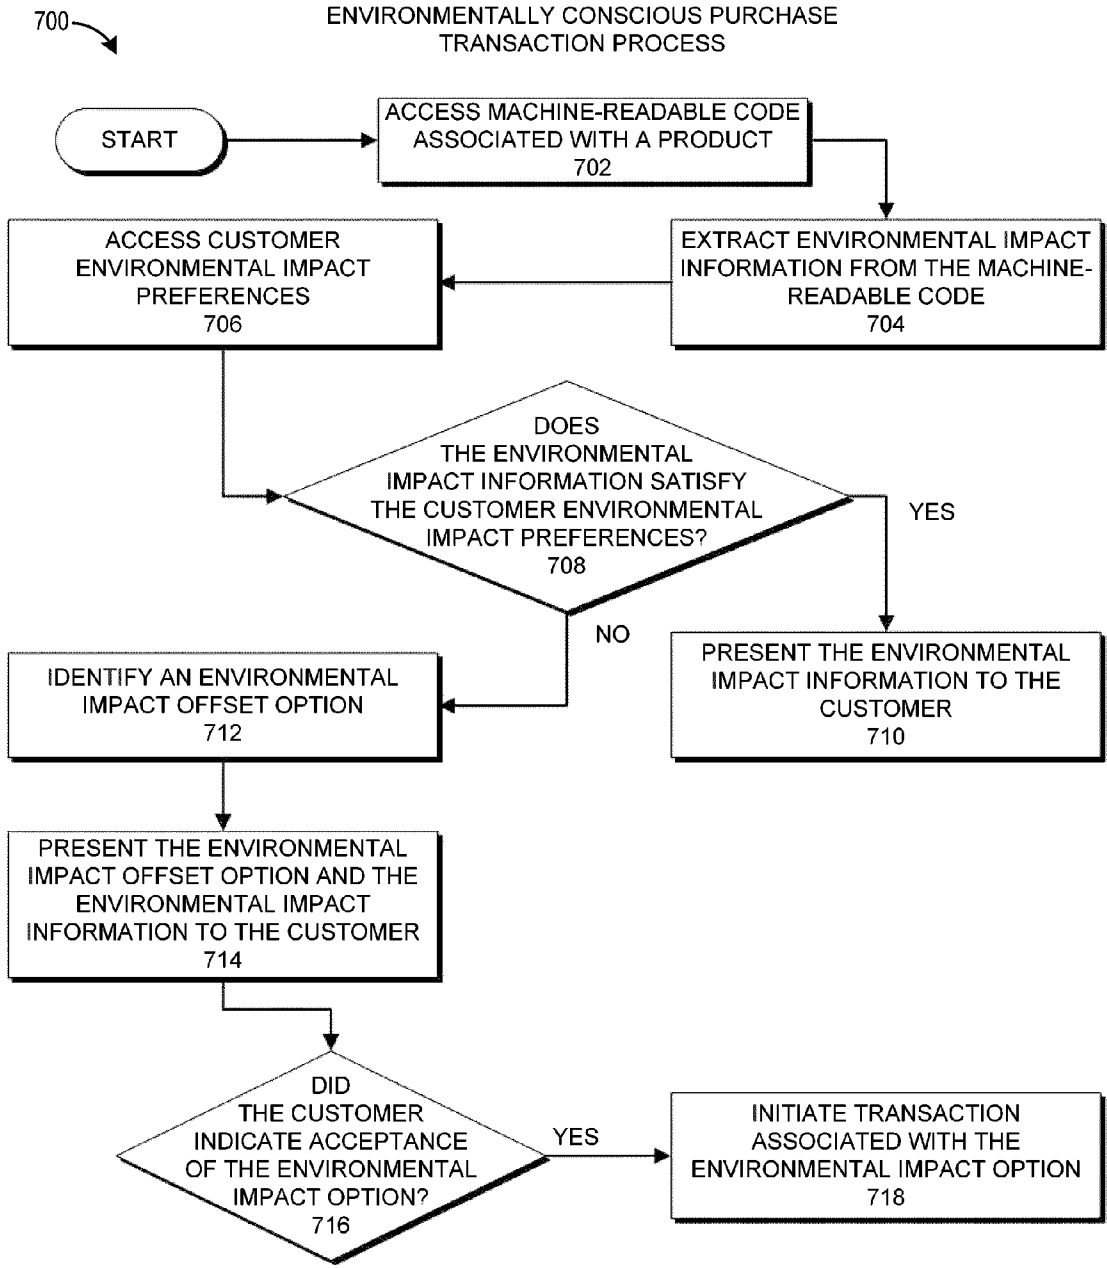 700
ENVIRONMENTALLY CONSCIOUS PURCHASE
TRANSACTION PROCESS
START
ACCESS MACHINE-READABLE CODE
ASSOCIATED WITH A PRODUCT
702
EXTRACT ENVIRONMENTAL IMPACT
INFORMATION FROM THE MACHINE-
READABLE CODE
704
ACCESS CUSTOMER
ENVIRONMENTAL IMPACT
PREFERENCES
706
DOES
THE ENVIRONMENTAL
IMPACT INFORMATION SATISFY
THE CUSTOMER ENVIRONMENTAL
IMPACT PREFERENCES?
708
YES
NO
PRESENT THE ENVIRONMENTAL
IMPACT INFORMATION TO THE
CUSTOMER
710
IDENTIFY AN ENVIRONMENTAL
IMPACT OFFSET OPTION
712
PRESENT THE ENVIRONMENTAL
IMPACT OFFSET OPTION AND THE
ENVIRONMENTAL IMPACT
INFORMATION TO THE CUSTOMER
714
DID
THE CUSTOMER
INDICATE ACCEPTANCE
OF THE ENVIRONMENTAL
IMPACT OPTION?
716
YES
INITIATE TRANSACTION
ASSOCIATED WITH THE
ENVIRONMENTAL IMPACT OPTION
718